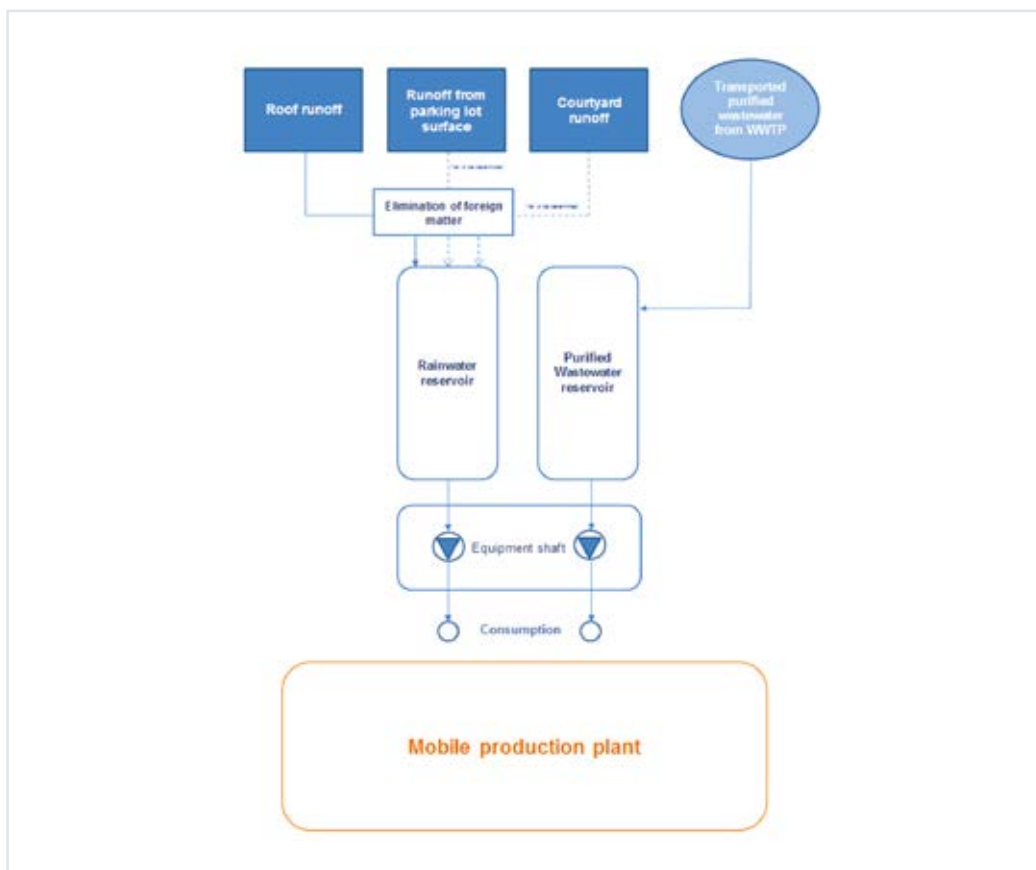 Roof runoff
Runoff from
parking lot
surface
Courtyard
runoff
Transported
purified
wastewater
from WWTP
Elimination of foreign
matter
Rainwater
reservoir
Purified
Wastewater
reservoir
Equipment shaft
Consumption
Mobile production plant